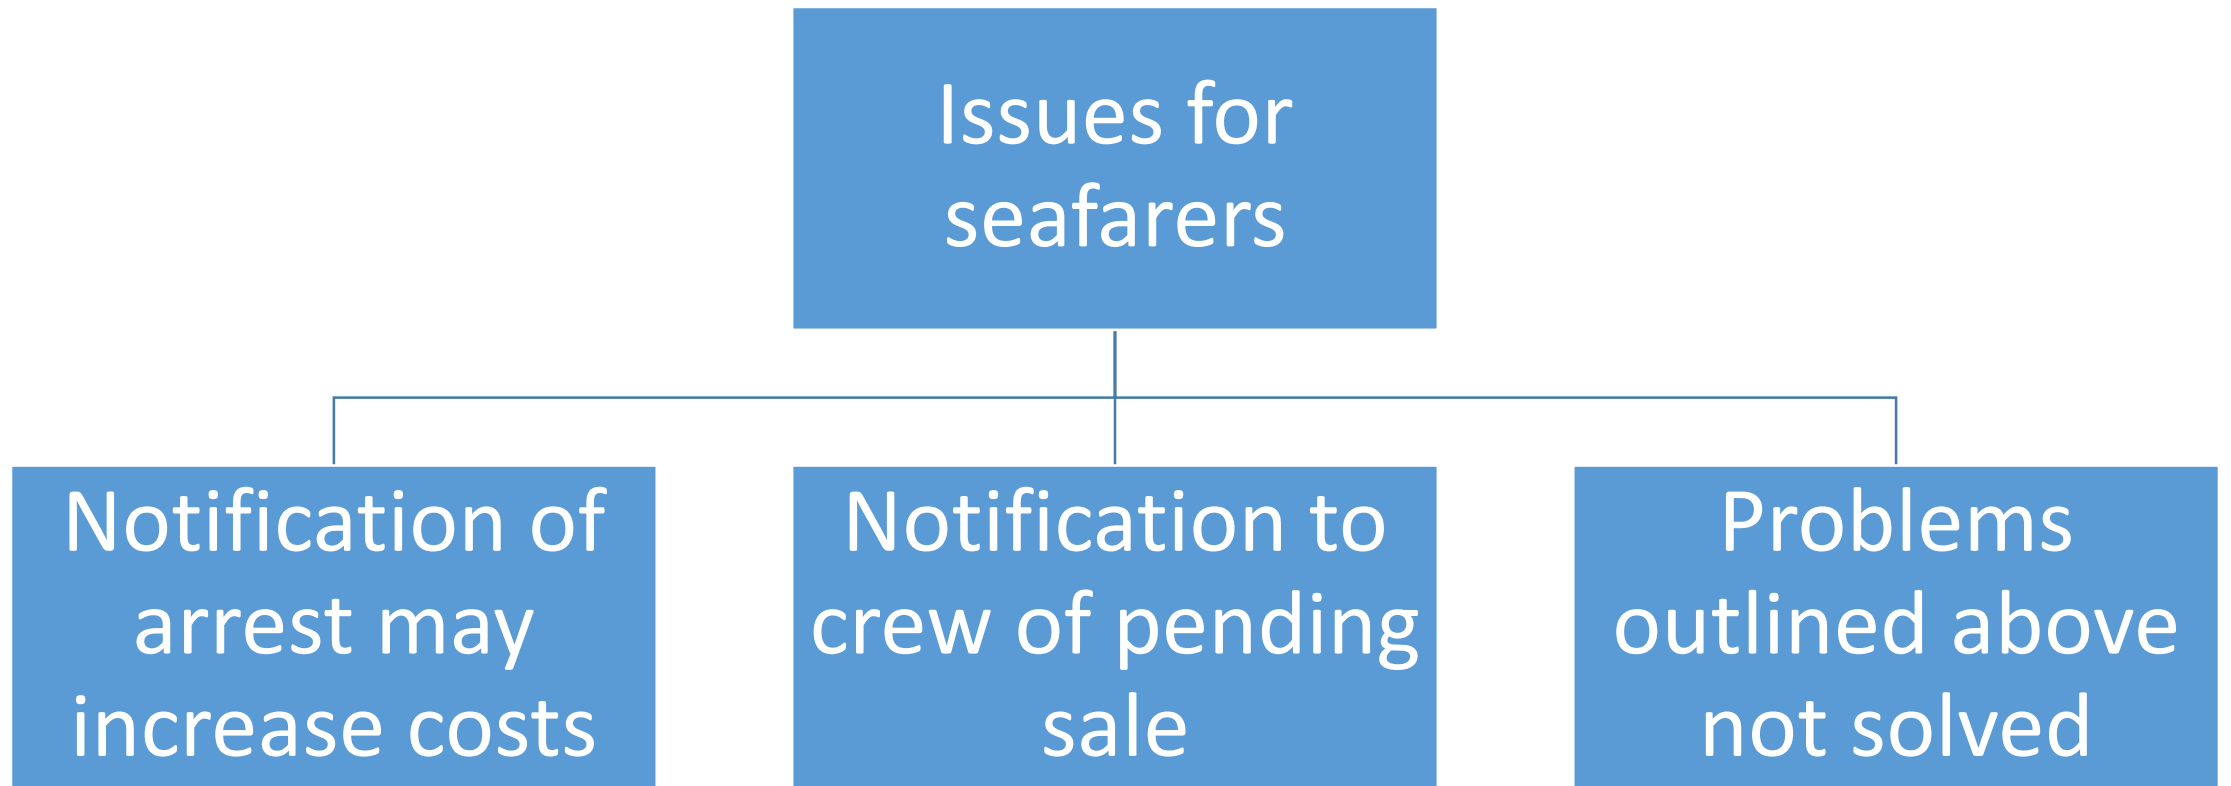 Issues for
seafarers
Notification of
arrest may
increase costs
Notification to
crew of pending
sale
Problems
outlined above
not solved